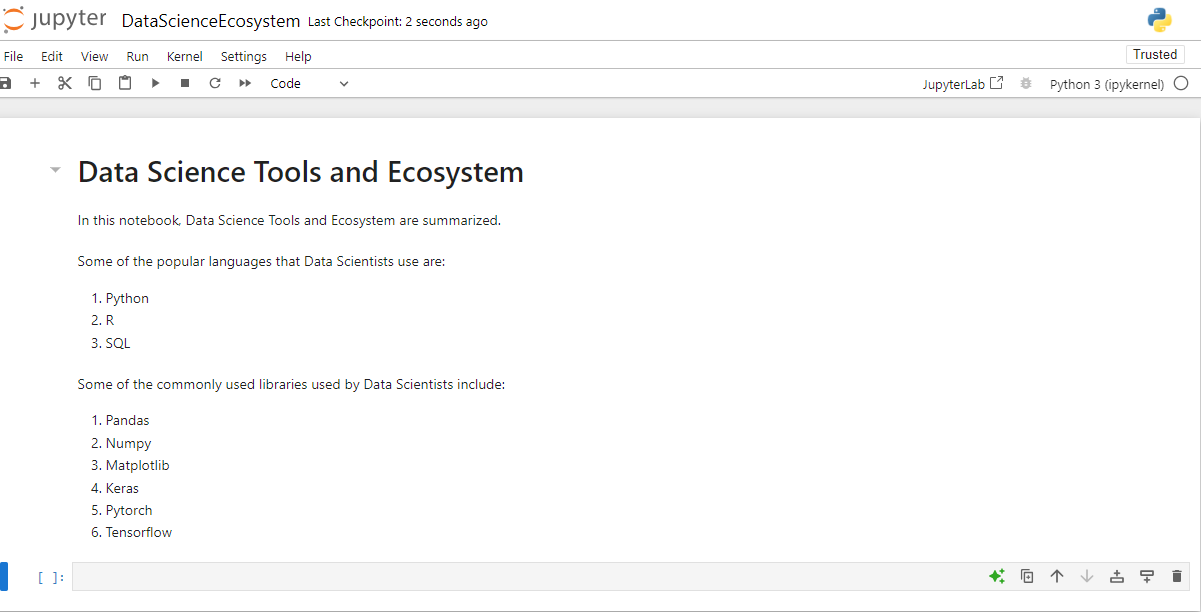 jupyter DataScienceEcosystem Last Checkpoint: 2 seconds ago
File Edit View Run Kernel Settings Help Trusted
Code JupyterLab Python 3 (ipykernel)
Data Science Tools and Ecosystem
In this notebook, Data Science Tools and Ecosystem are summarized.
Some of the popular languages that Data Scientists use are:
1. Python
2. R
3. SQL
Some of the commonly used libraries used by Data Scientists include:
1. Pandas
2. Numpy
3. Matplotlib
4. Keras
5. Pytorch
6. Tensorflow
[ ]: